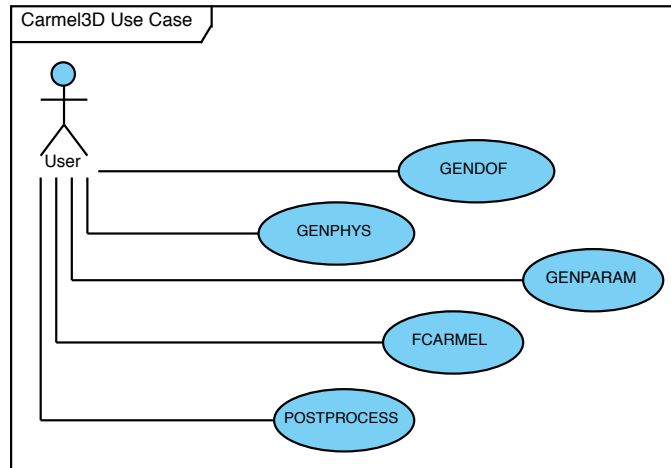 Carmel3D Use Case
User
GENDOF
GENPHYS
GENPARAM
FCARMEL
POSTPROCESS